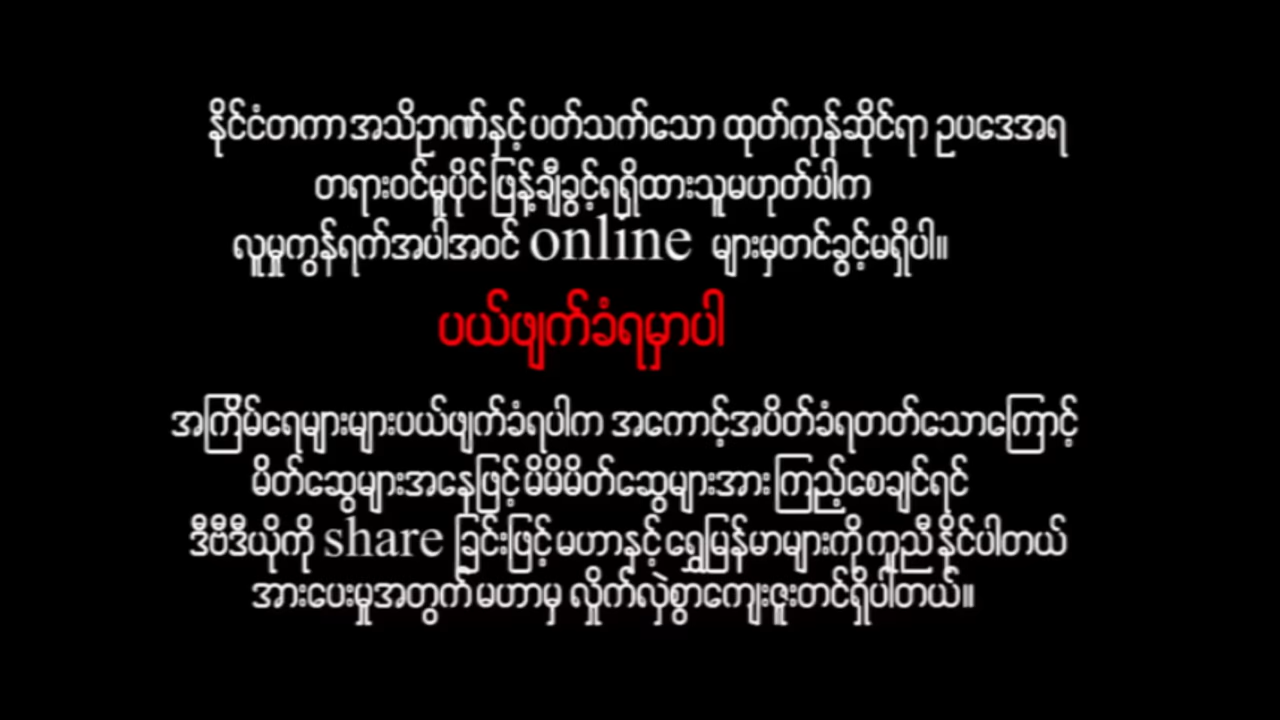 နိုင်ငံတကာ အသိဉာဏ်နှင့် ပတ်သက်သော ထုတ်ကုန်ဆိုင်ရာ ဥပဒေအရ
တရားဝင်မူပိုင် ဖြန့်ချီခွင့်ရရှိထားသူမဟုတ်ပါက
လူမှုကွန်ရက်အပါအဝင် online များမှတင်ခွင့်မရှိပါ။
ပယ်ဖျက်ခံရမှာပါ
အကြိမ်ရေများများပယ်ဖျက်ခံရပါက အကောင့်အပိတ်ခံရတတ်သောကြောင့်
မိတ်ဆွေများအနေဖြင့် မိမိမိတ်ဆွေများအား ကြည့်စေချင်ရင်
ဒီဗီဒီယိုကို share ခြင်းဖြင့် မဟာနှင့် ရွှေမြန်မာများကို ကူညီ နိုင်ပါတယ်
အားပေးမှုအတွက် မဟာမှ လှိုက်လှဲစွာကျေးဇူးတင်ရှိပါတယ်။